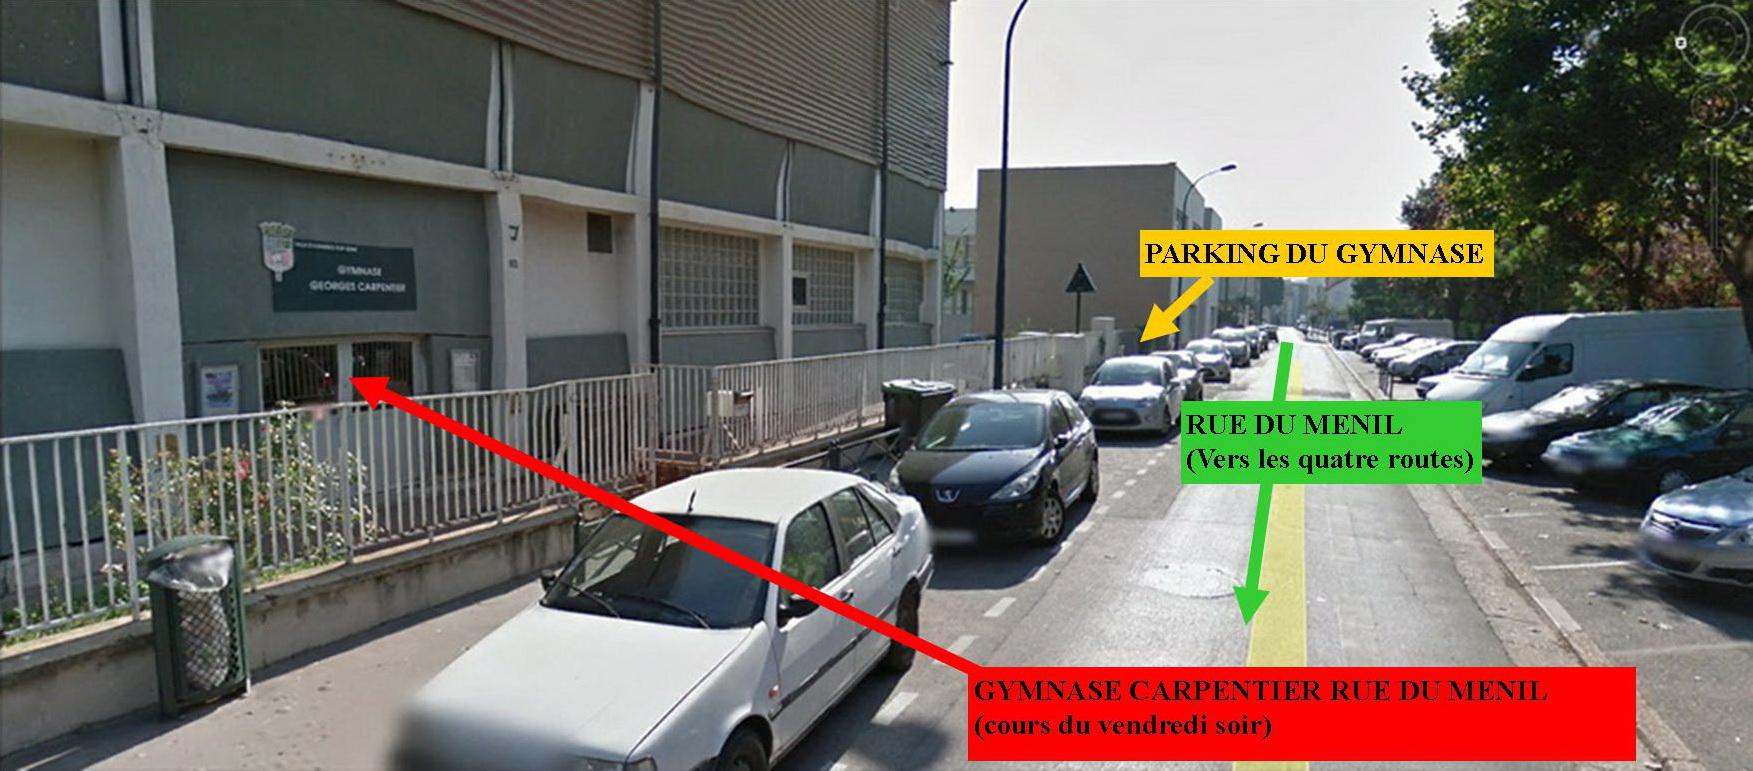 GYMNASE
GEORGES CARPENTIER
PARKING DU GYMNASE
RUE DU MENIL
(Vers les quatre routes)
GYMNASE CARPENTIER RUE DU MENIL
(cours du vendredi soir)